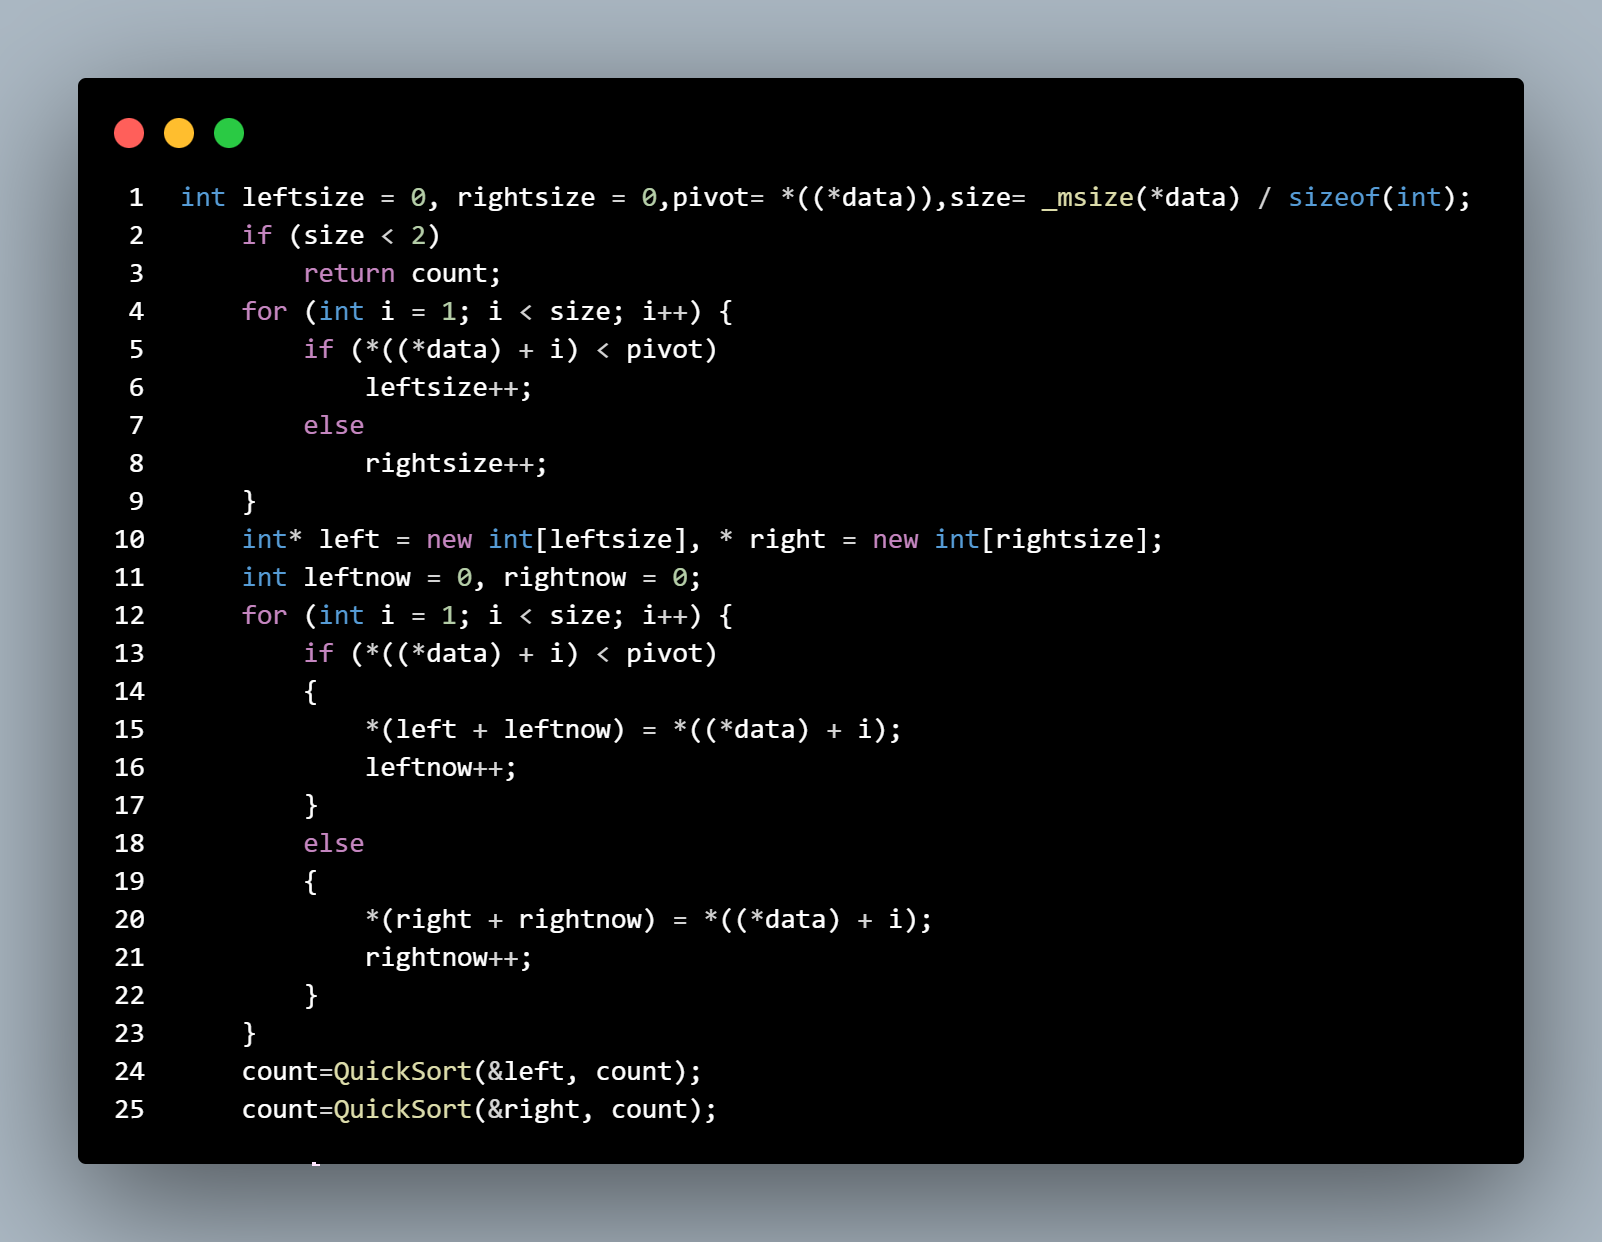 1 int leftsize = 0, rightsize = 0,pivot= *((*data)),size= _msize(*data) / sizeof(int);
2     if (size < 2)
3         return count;
4     for (int i = 1; i < size; i++) {
5         if (*((*data) + i) < pivot)
6             leftsize++;
7         else
8             rightsize++;
9     }
10     int* left = new int[leftsize], * right = new int[rightsize];
11     int leftnow = 0, rightnow = 0;
12     for (int i = 1; i < size; i++) {
13         if (*((*data) + i) < pivot)
14         {
15             *(left + leftnow) = *((*data) + i);
16             leftnow++;
17         }
18         else
19         {
20             *(right + rightnow) = *((*data) + i);
21             rightnow++;
22         }
23     }
24     count=QuickSort(&left, count);
25     count=QuickSort(&right, count);